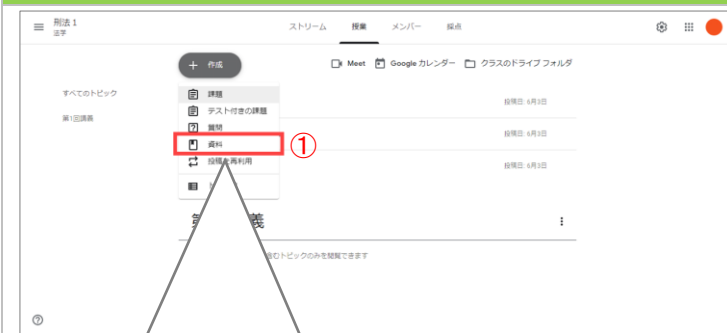 刑法 1
法学
ストリーム 授業 メンバー 採点
作成
Meet Google カレンダー クラスのドライブ フォルダ
すべてのトピック
課題
投稿日: 6月3日
テスト付きの課題
第1回講義
質問
投稿日: 6月3日
資料 ①
投稿を再利用
投稿日: 6月3日
義
トピックのみを閲覧できます